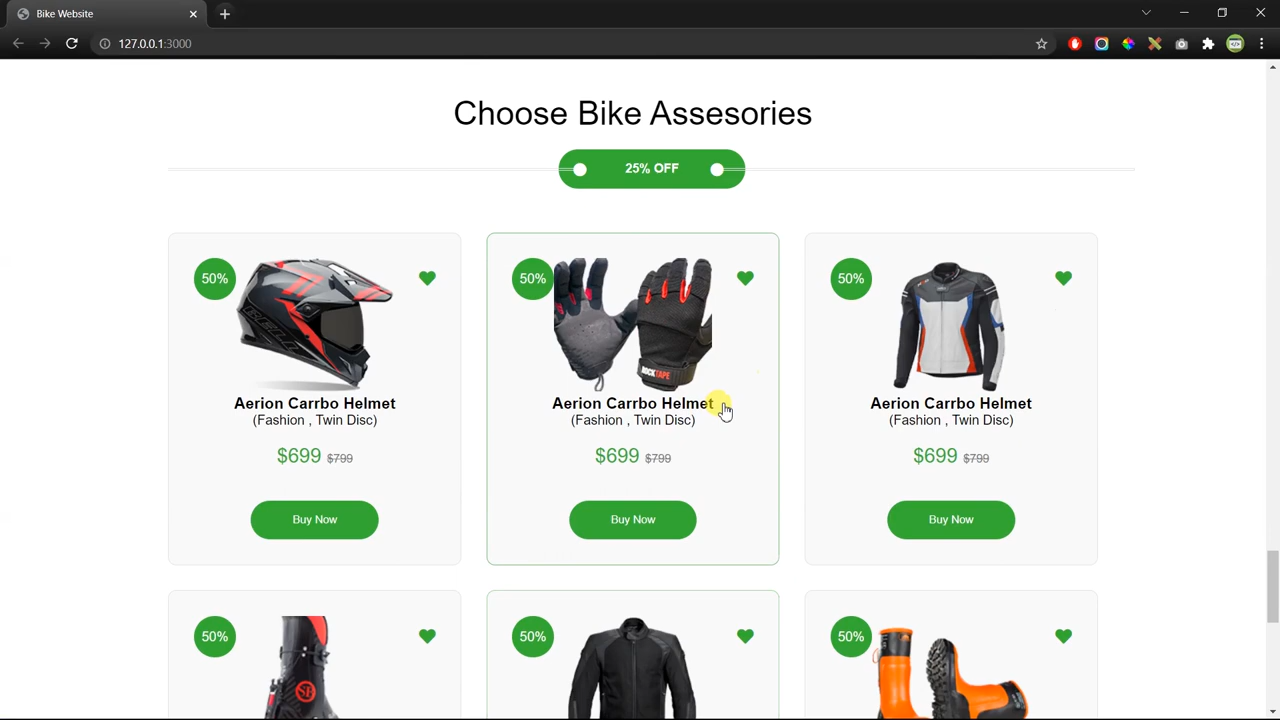 Bike Website
127.0.0.1:3000
Choose Bike Assesories
25% OFF
50%
50%
50%
BELL
ROCKTAPE
Aerion Carrbo Helmet
Aerion Carrbo Helmet
Aerion Carrbo Helmet
(Fashion , Twin Disc)
(Fashion , Twin Disc)
(Fashion , Twin Disc)
$699 $799
$699 $799
$699 $799
Buy Now
Buy Now
Buy Now
50%
50%
50%